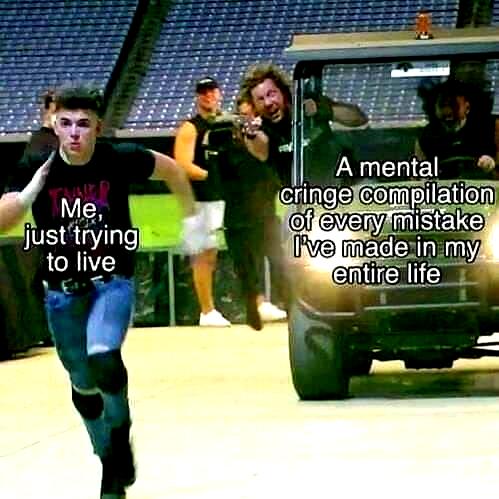 Me,
just trying
to live
A mental
cringe compilation
of every mistake
I've made in my
entire life